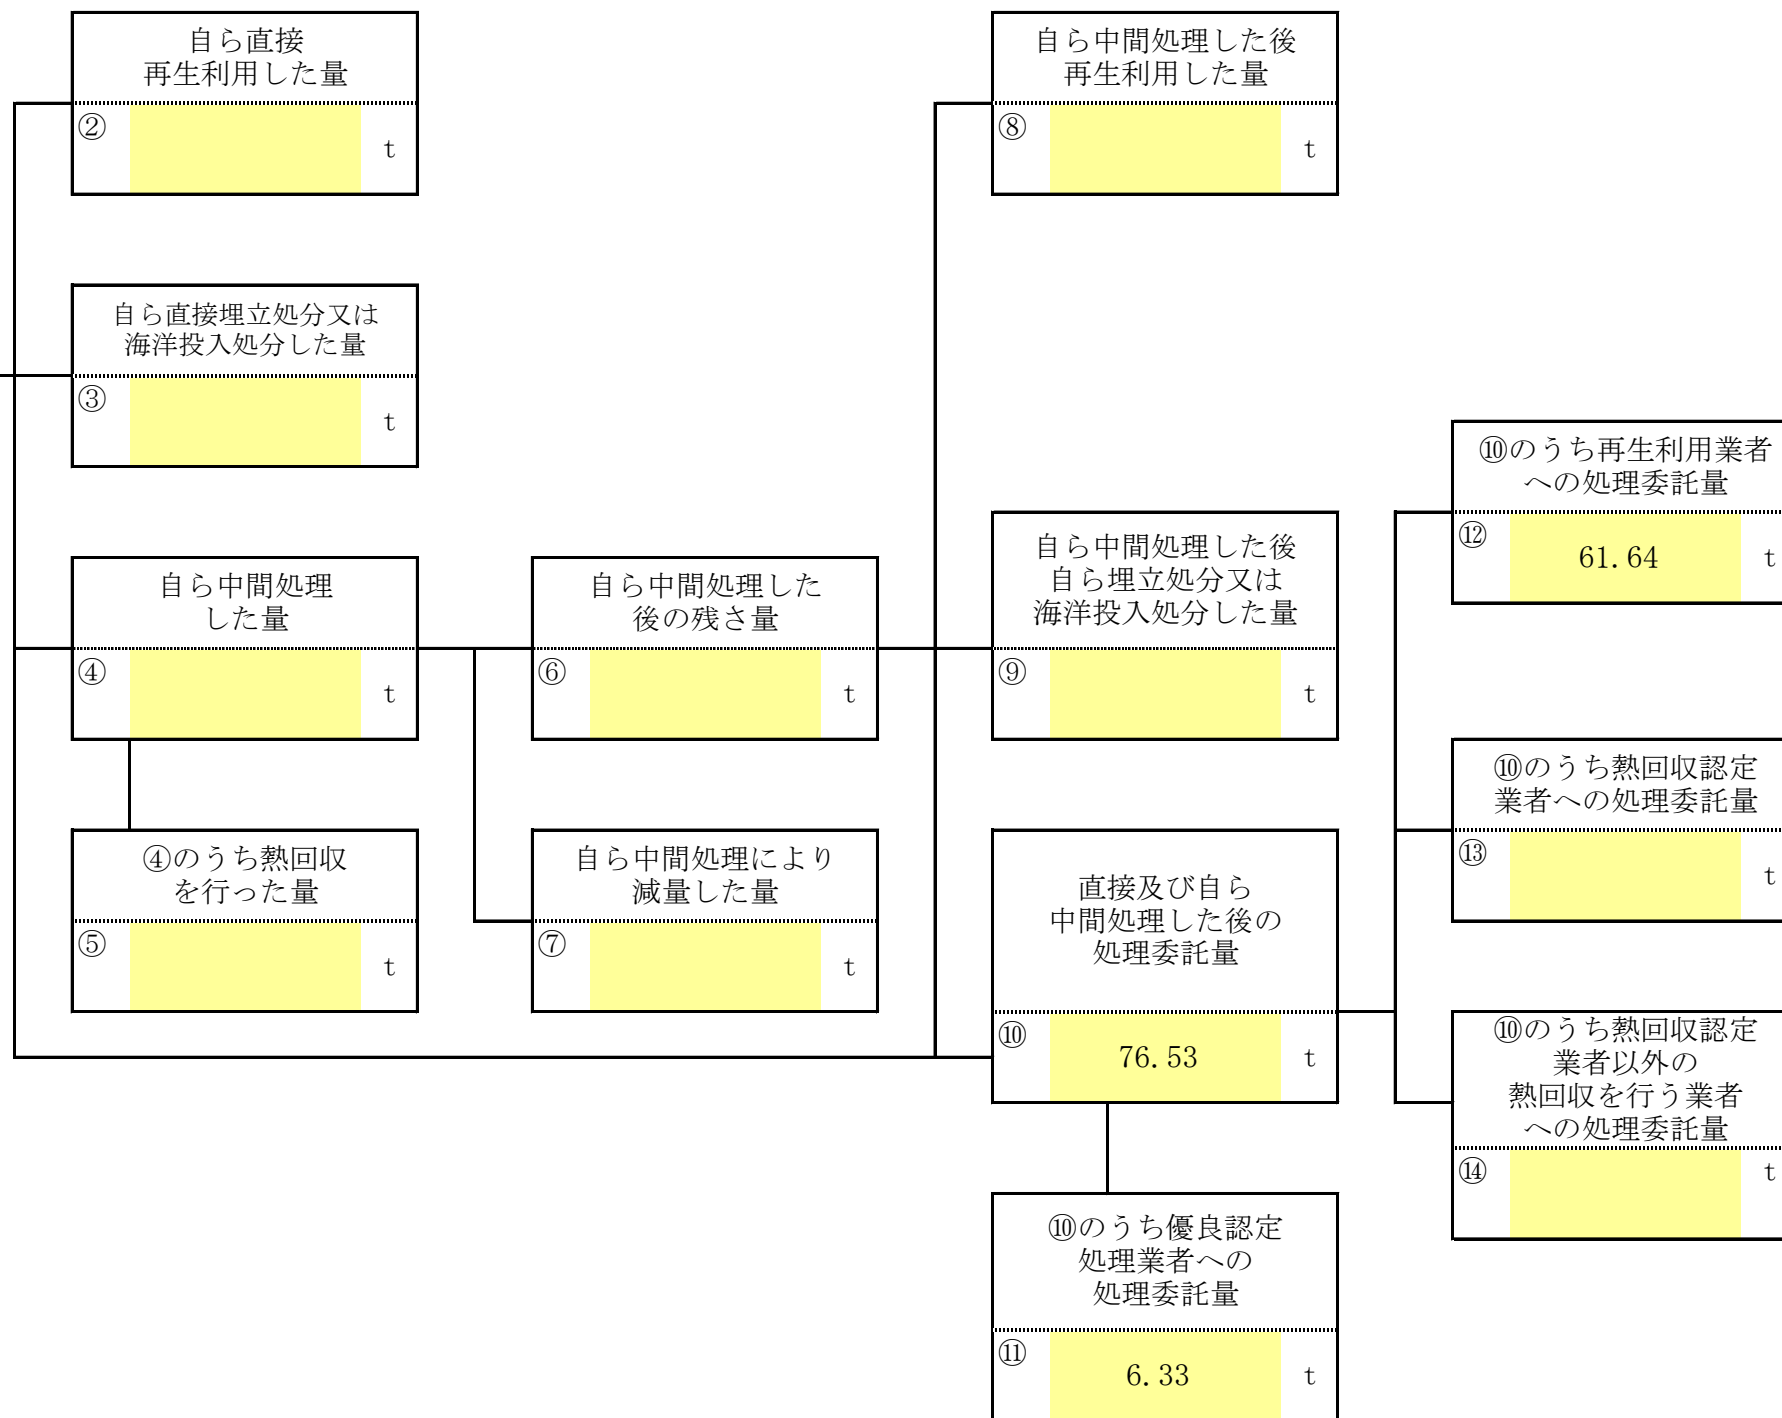 自ら直接
再生利用した量
②
t
自ら直接埋立処分又は
海洋投入処分した量
③
t
自ら中間処理
した量
④
t
④のうち熱回収
を行った量
⑤
t
自ら中間処理した
後の残さ量
⑥
t
自ら中間処理により
減量した量
⑦
t
自ら中間処理した後
再生利用した量
⑧
t
自ら中間処理した後
自ら埋立処分又は
海洋投入処分した量
⑨
t
直接及び自ら
中間処理した後の
処理委託量
⑩ 76.53 t
⑩のうち優良認定
処理業者への
処理委託量
⑪ 6.33 t
⑩のうち再生利用業者
への処理委託量
⑫ 61.64 t
⑩のうち熱回収認定
業者への処理委託量
⑬
t
⑩のうち熱回収認定
業者以外の
熱回収を行う業者
への処理委託量
⑭
t